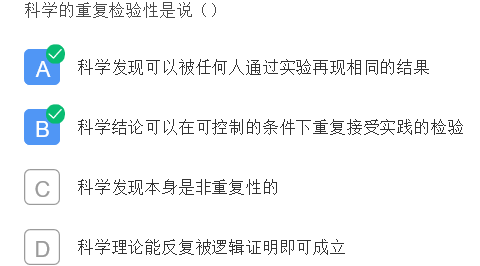 科学的重复检验性是说（）
A 科学发现可以被任何人通过实验再现相同的结果
B 科学结论可以在可控制的条件下重复接受实践的检验
C 科学发现本身是非重复性的
D 科学理论能反复被逻辑证明即可成立